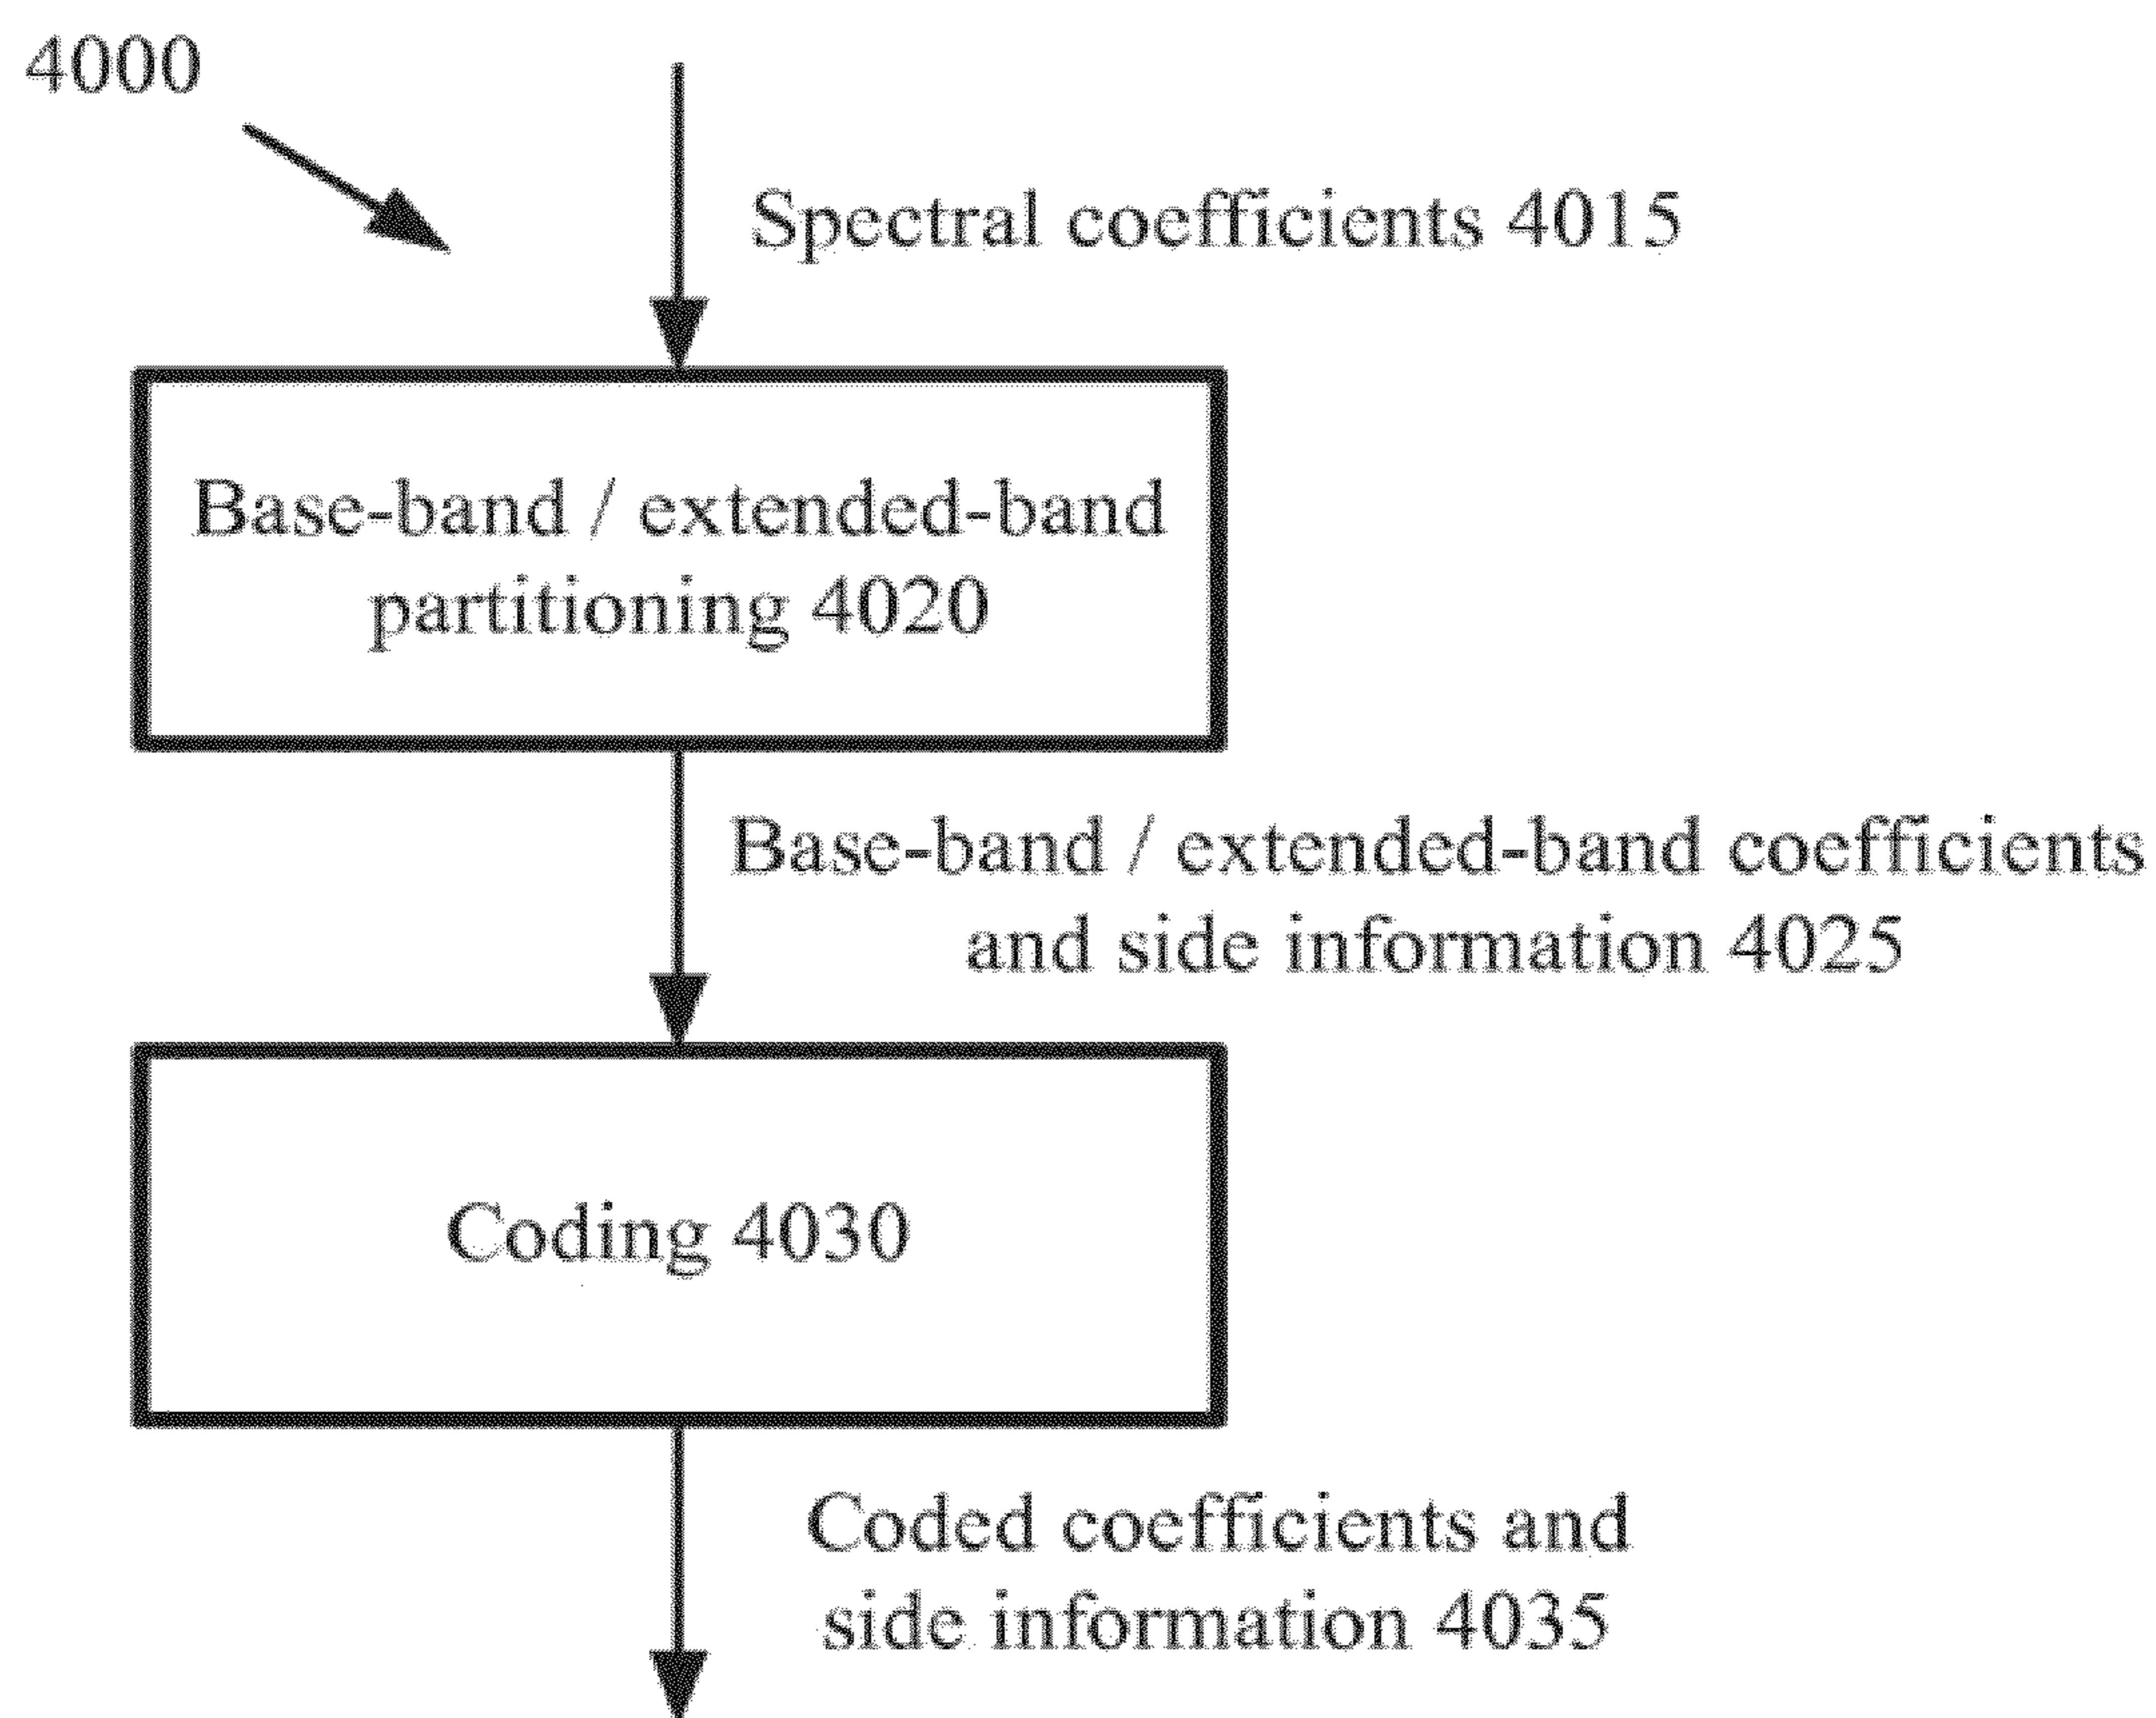 4000
Spectral coefficients 4015
Base-band / extended-band
partitioning 4020
Base-band / extended-band coefficients
and side information 4025
Coding 4030
Coded coefficients and
side information 4035